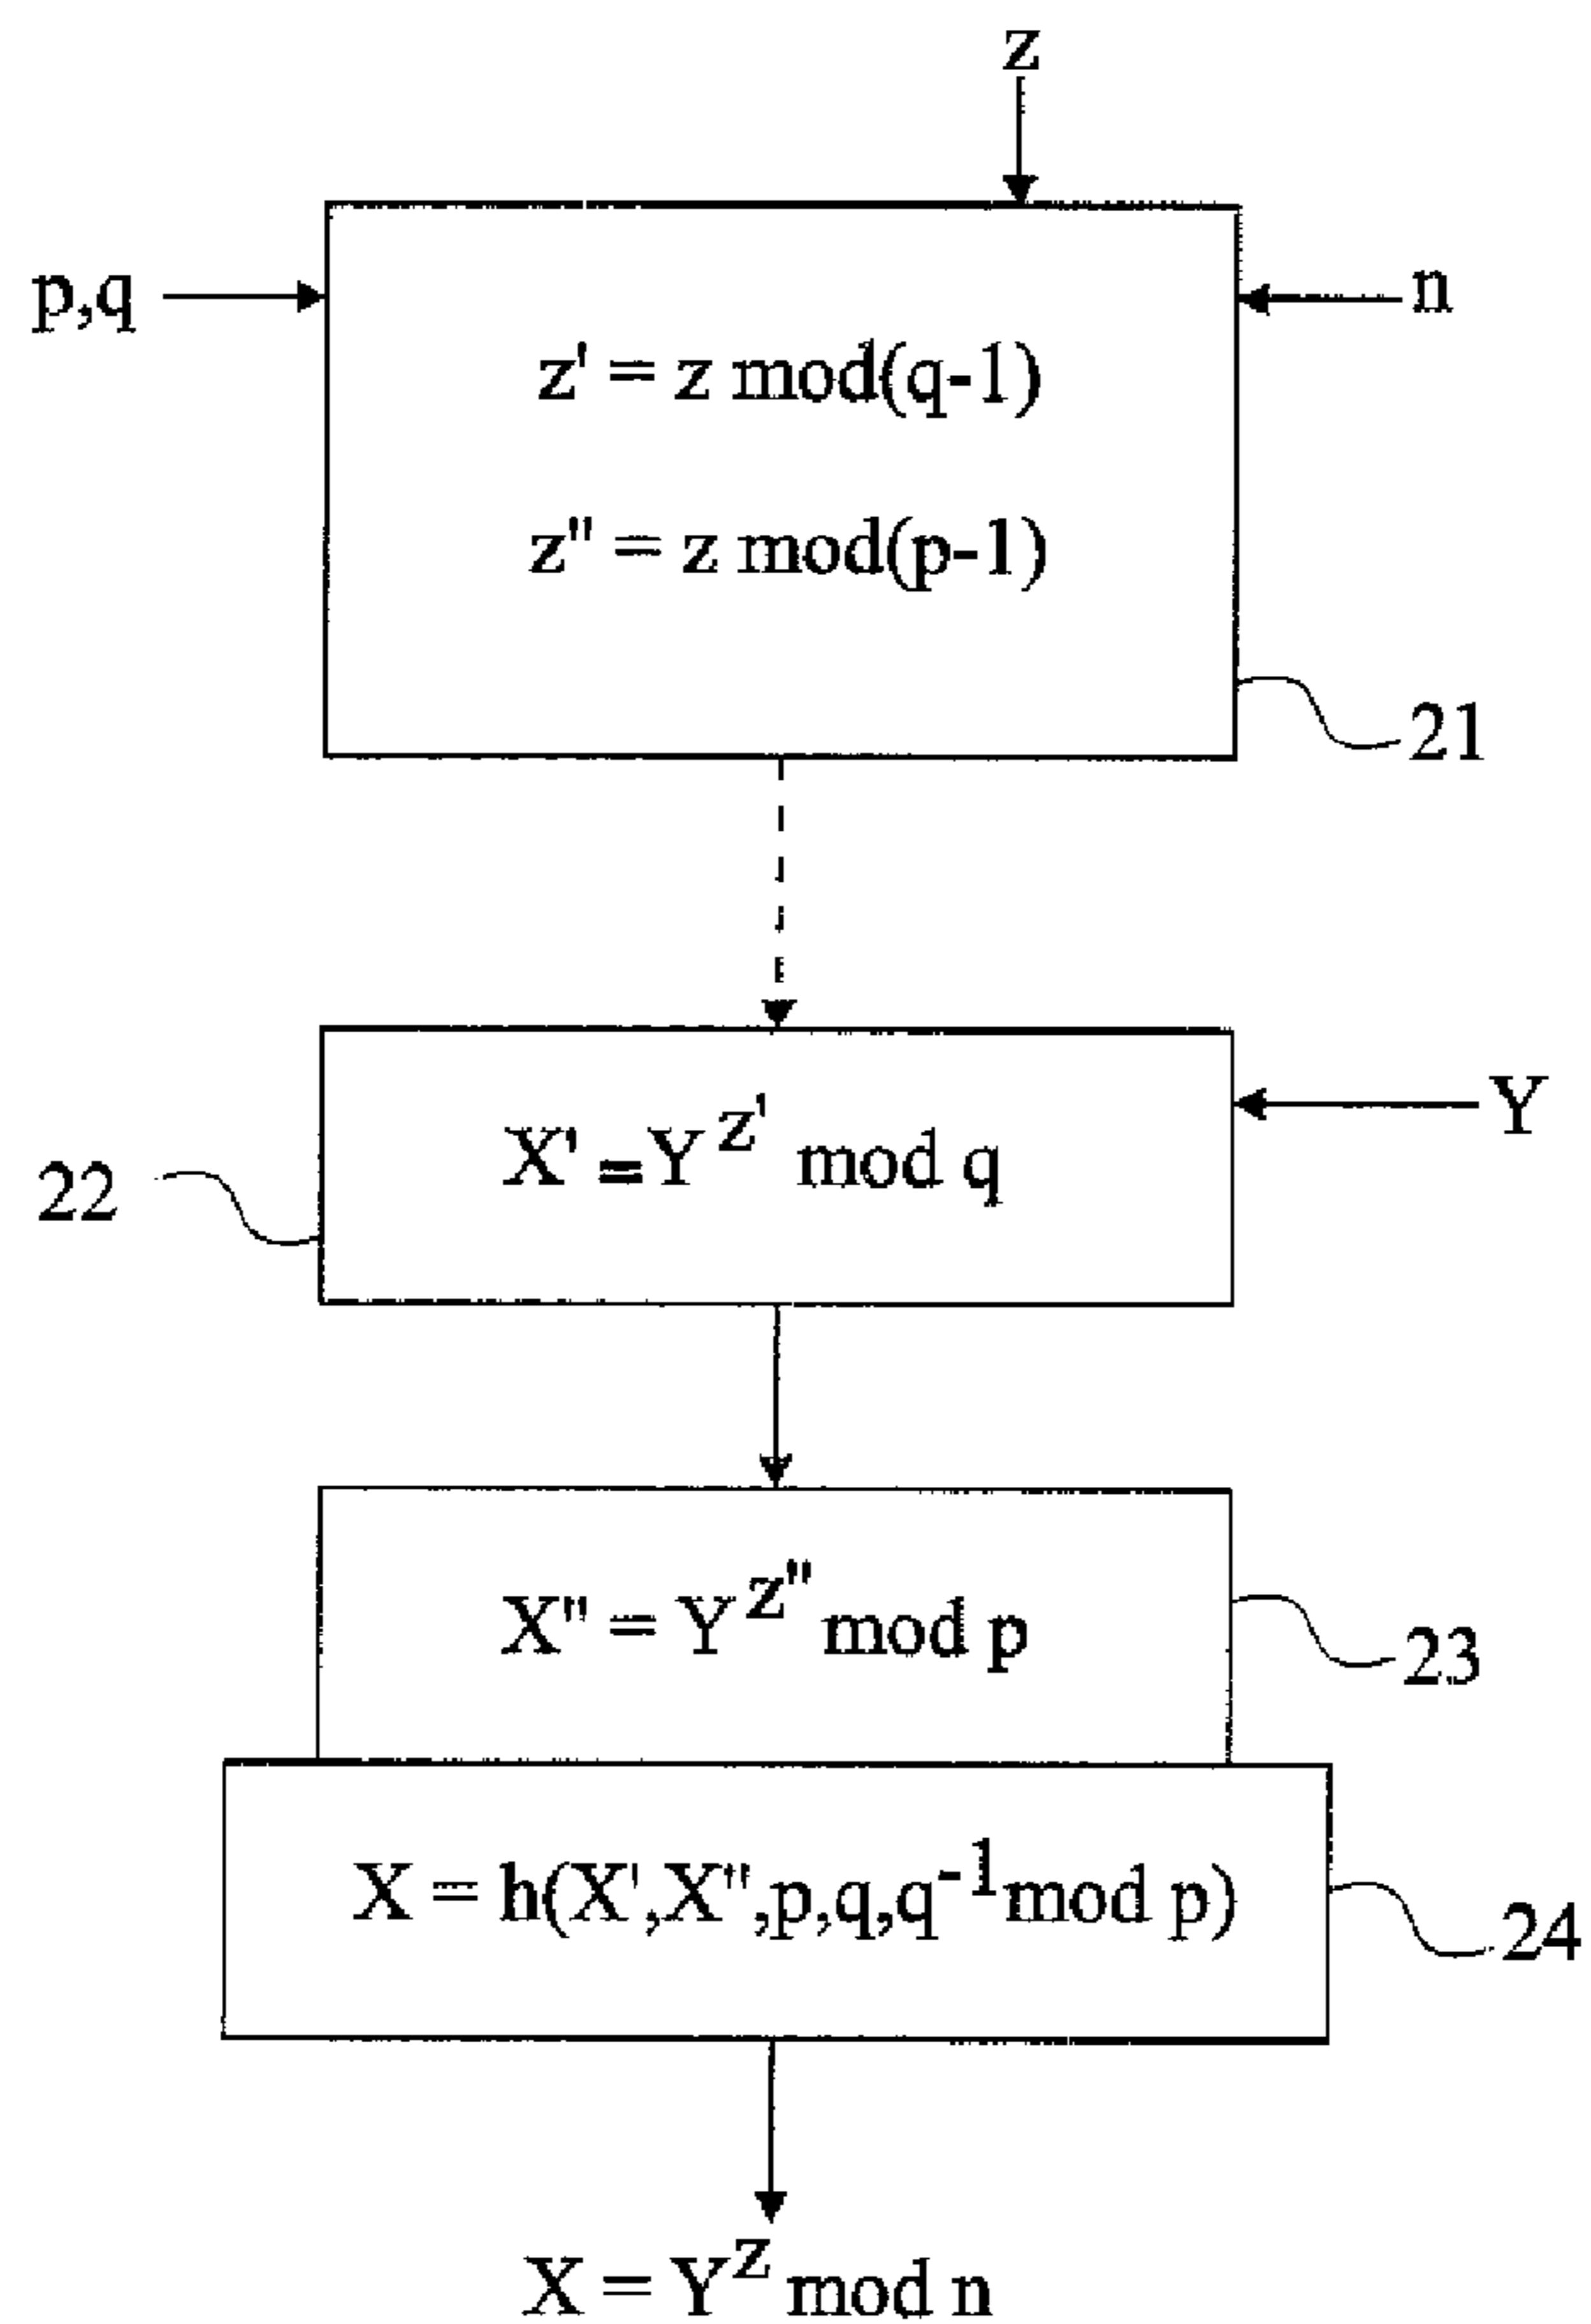 z
p,q
n
z' = z mod(q-1)
z" = z mod(p-1)
21
Y
X'=Y^z' mod q
22
X" = Y^z" mod p
23
X = h(X',X",p,q,q^-1 mod p)
24
X = Y^z mod n